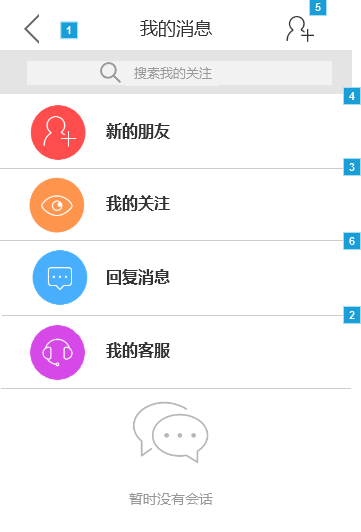 5
1 我的消息
搜索我的关注
4
新的朋友
3
我的关注
6
回复消息
2
我的客服
暂时没有会话